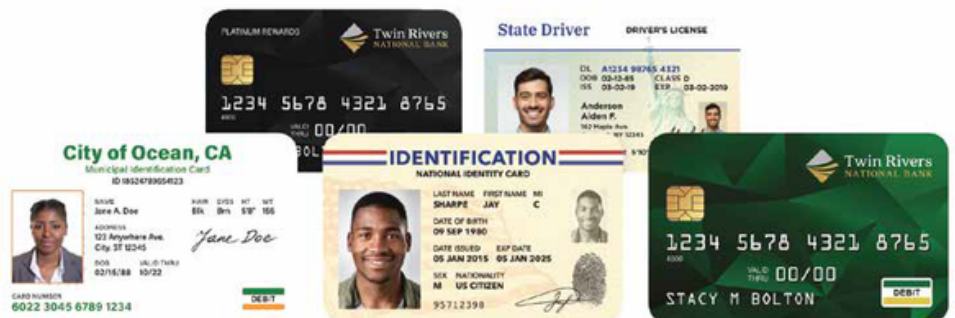 PLATINUM REWARDS
Twin Rivers
NATIONAL BANK
1234 5678 4321 8765
VALID
THRU 00/00
State Driver
DRIVER'S LICENSE
DL A1234 98765 4321
DOB 02-12-85 CLASS D
ISS 03-02-19 EXP 03-02-2019
Anderson
Aiden F.
162 Maple Ave
NY 12345
City of Ocean, CA
Municipal Identification Card
NAME
Jane A. Doe
HAIR EYES HT WT
Blk Brn 5'8" 156
ADDRESS
123 Anywhere Ave.
City, ST 12345
Jane Doe
DOB VALID THRU
02/15/88 10/22
CARD NUMBER
6022 3045 6789 1234
DEBIT
IDENTIFICATION
NATIONAL IDENTITY CARD
LAST NAME FIRST NAME MI
SHARPE JAY C
DATE OF BIRTH
09 SEP 1980
DATE ISSUED EXP DATE
05 JAN 2015 05 JAN 2025
SEX NATIONALITY
M US CITIZEN
95712398
Twin Rivers
NATIONAL BANK
1234 5678 4321 8765
VALID
THRU 00/00
STACY M BOLTON
DEBIT